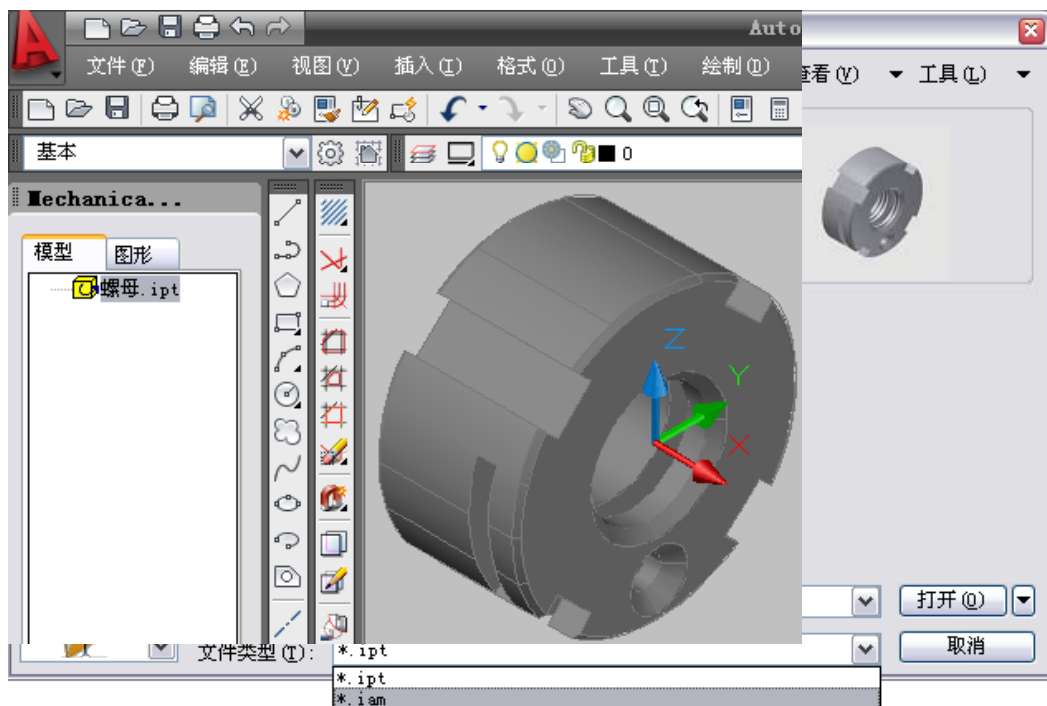 Auto
文件(F) 编辑(E) 视图(V) 插入(I) 格式(O) 工具(T) 绘制(D)
查看(V) 工具(L)
基本
0
Mechanica...
模型 图形
螺母.ipt
Z
Y
X
打开(O)
文件类型(T): *.ipt
取消
*.ipt
*.iam